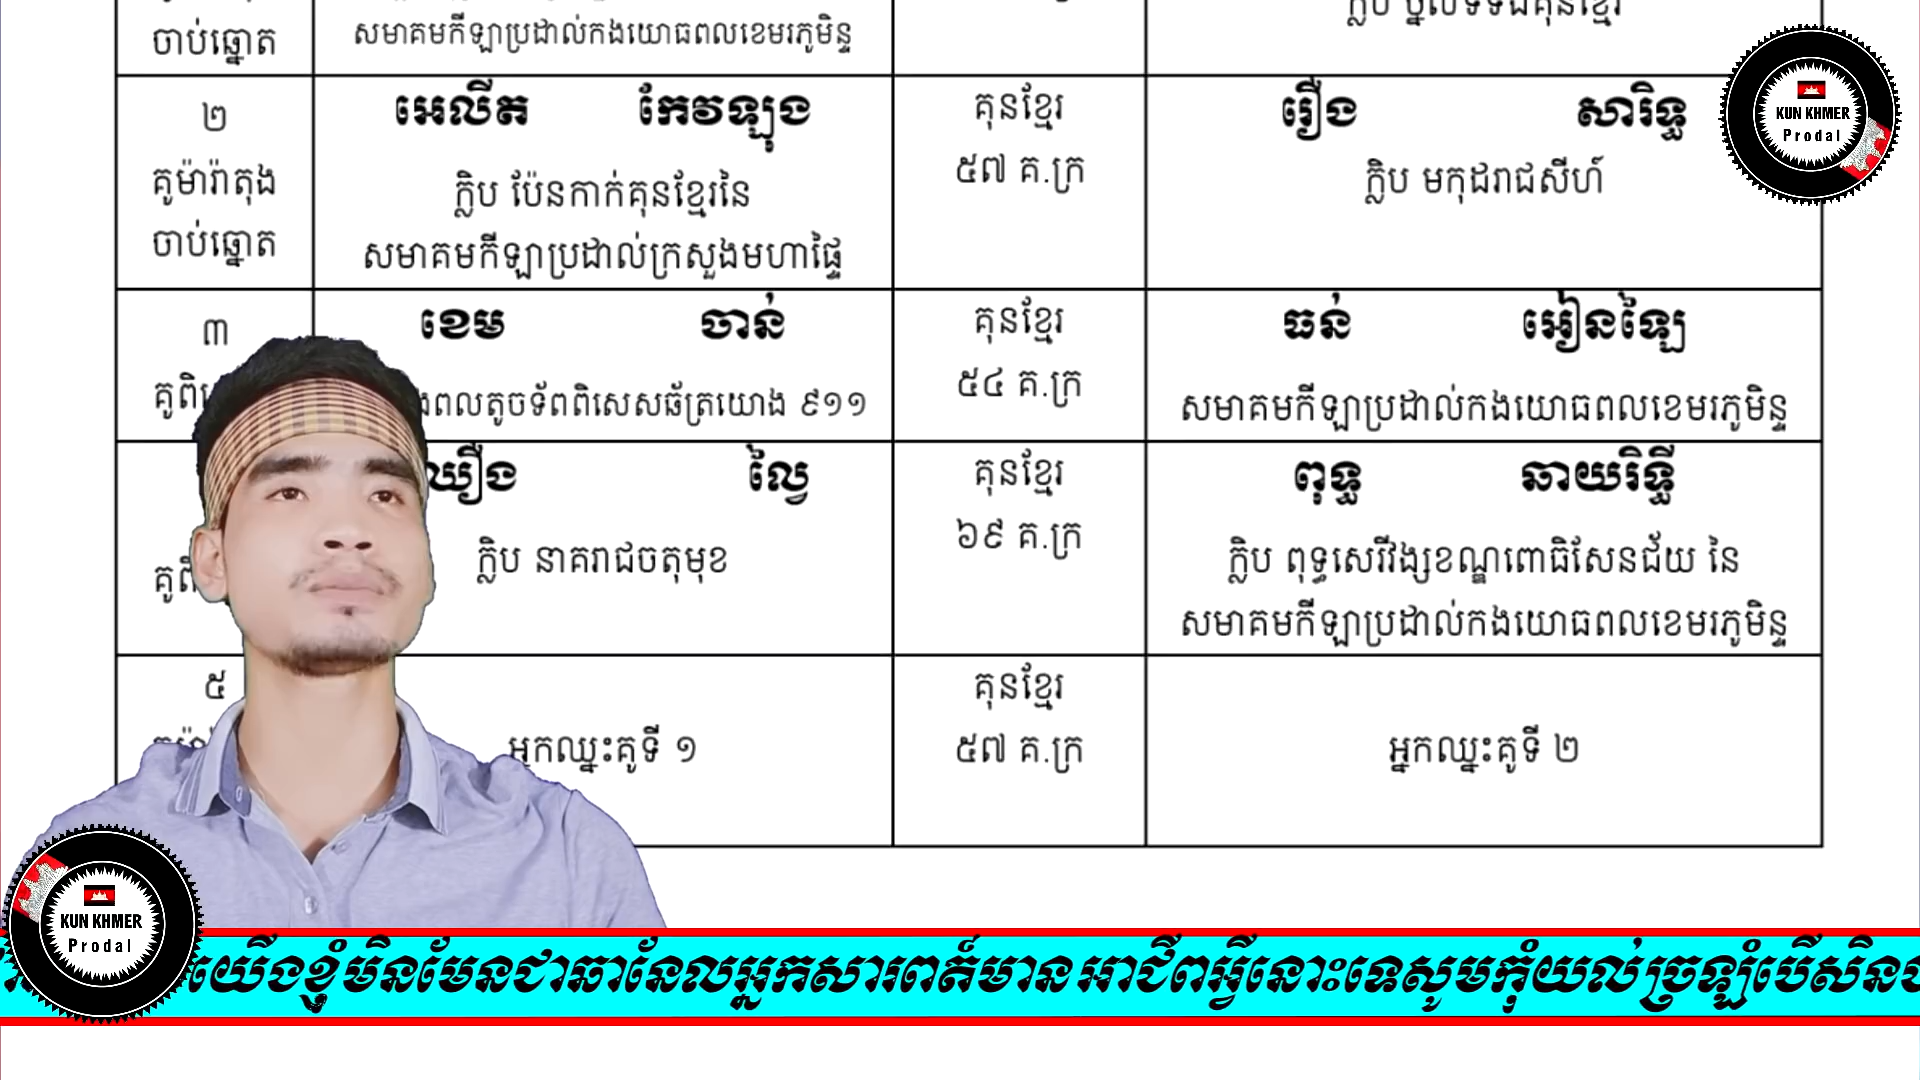 ចាប់ឆ្នោត
សមាគមកីឡាប្រដាល់កងយោធពលខេមរភូមិន្ទ
២
គូម៉ារ៉ាតុង
ចាប់ឆ្នោត
អេលីត កែវឡុង
ក្លិប ប៉ែនកាក់គុនខ្មែរនៃ
សមាគមកីឡាប្រដាល់ក្រសួងមហាផ្ទៃ
គុនខ្មែរ
៥៧ គ.ក្រ
រឿង សារិទ្ធ
ក្លិប មកុដរាជសីហ៍
KUN KHMER
Prodal
៣
ខេម ចាន់
ពលតូចទ័ពពិសេសឆ័ត្រយោង ៩១១
គុនខ្មែរ
៥៤ គ.ក្រ
ធន់ អៀនឡៃ
សមាគមកីឡាប្រដាល់កងយោធពលខេមរភូមិន្ទ
ឈឿង ល្វៃ
ក្លិប នាគរាជចតុមុខ
គុនខ្មែរ
៦៩ គ.ក្រ
ពុទ្ធ ឆាយរិទ្ធី
ក្លិប ពុទ្ធសេរីវង្សខណ្ឌពោធិសែនជ័យ នៃ
សមាគមកីឡាប្រដាល់កងយោធពលខេមរភូមិន្ទ
៥
អ្នកឈ្នះគូទី ១
គុនខ្មែរ
៥៧ គ.ក្រ
អ្នកឈ្នះគូទី ២
KUN KHMER
Prodal
យើងខ្ញុំមិនមែនជាឆានែលអ្នកសារពត៌មាន អាជីពអ្វីនោះទេសូមកុំយល់ច្រឡំបើសិន